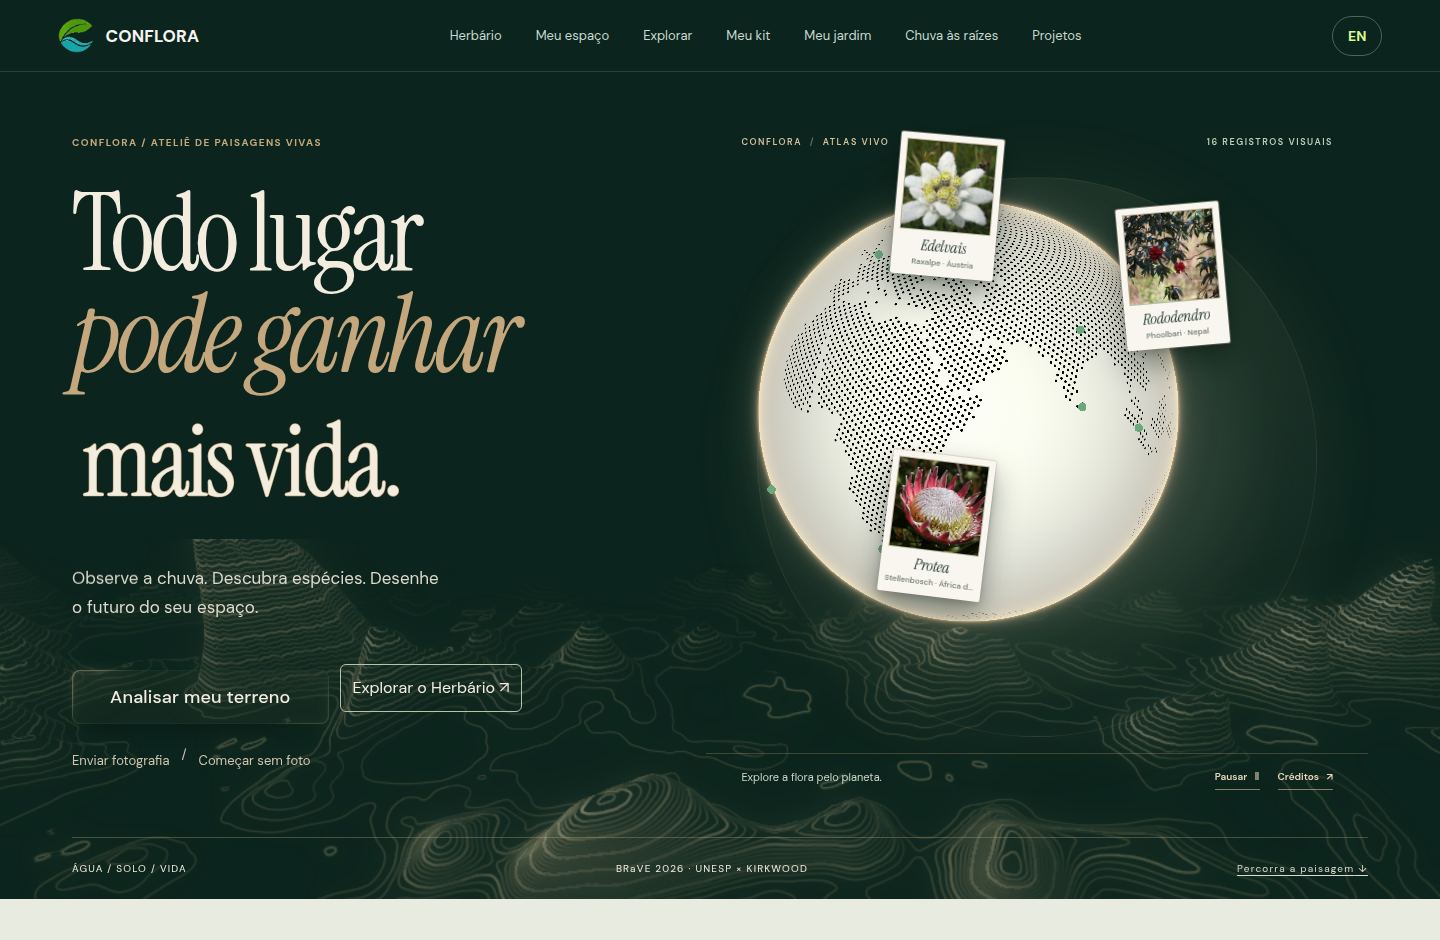 CONFLORA
Herbário
Meu espaço
Explorar
Meu kit
Meu jardim
Chuva às raízes
Projetos
EN
CONFLORA / ATELIÊ DE PAISAGENS VIVAS
Todo lugar
pode ganhar
mais vida.
Observe a chuva. Descubra espécies. Desenhe
o futuro do seu espaço.
Analisar meu terreno
Explorar o Herbário ↗
Enviar fotografia / Começar sem foto
CONFLORA / ATLAS VIVO
16 REGISTROS VISUAIS
Edelvais
Raxalpe · Áustria
Rododendro
Phoolbari · Nepal
Protea
Stellenbosch · África d...
Explore a flora pelo planeta.
Pausar
Créditos ↗
ÁGUA / SOLO / VIDA
BRaVE 2026 · UNESP × KIRKWOOD
Percorra a paisagem ↓